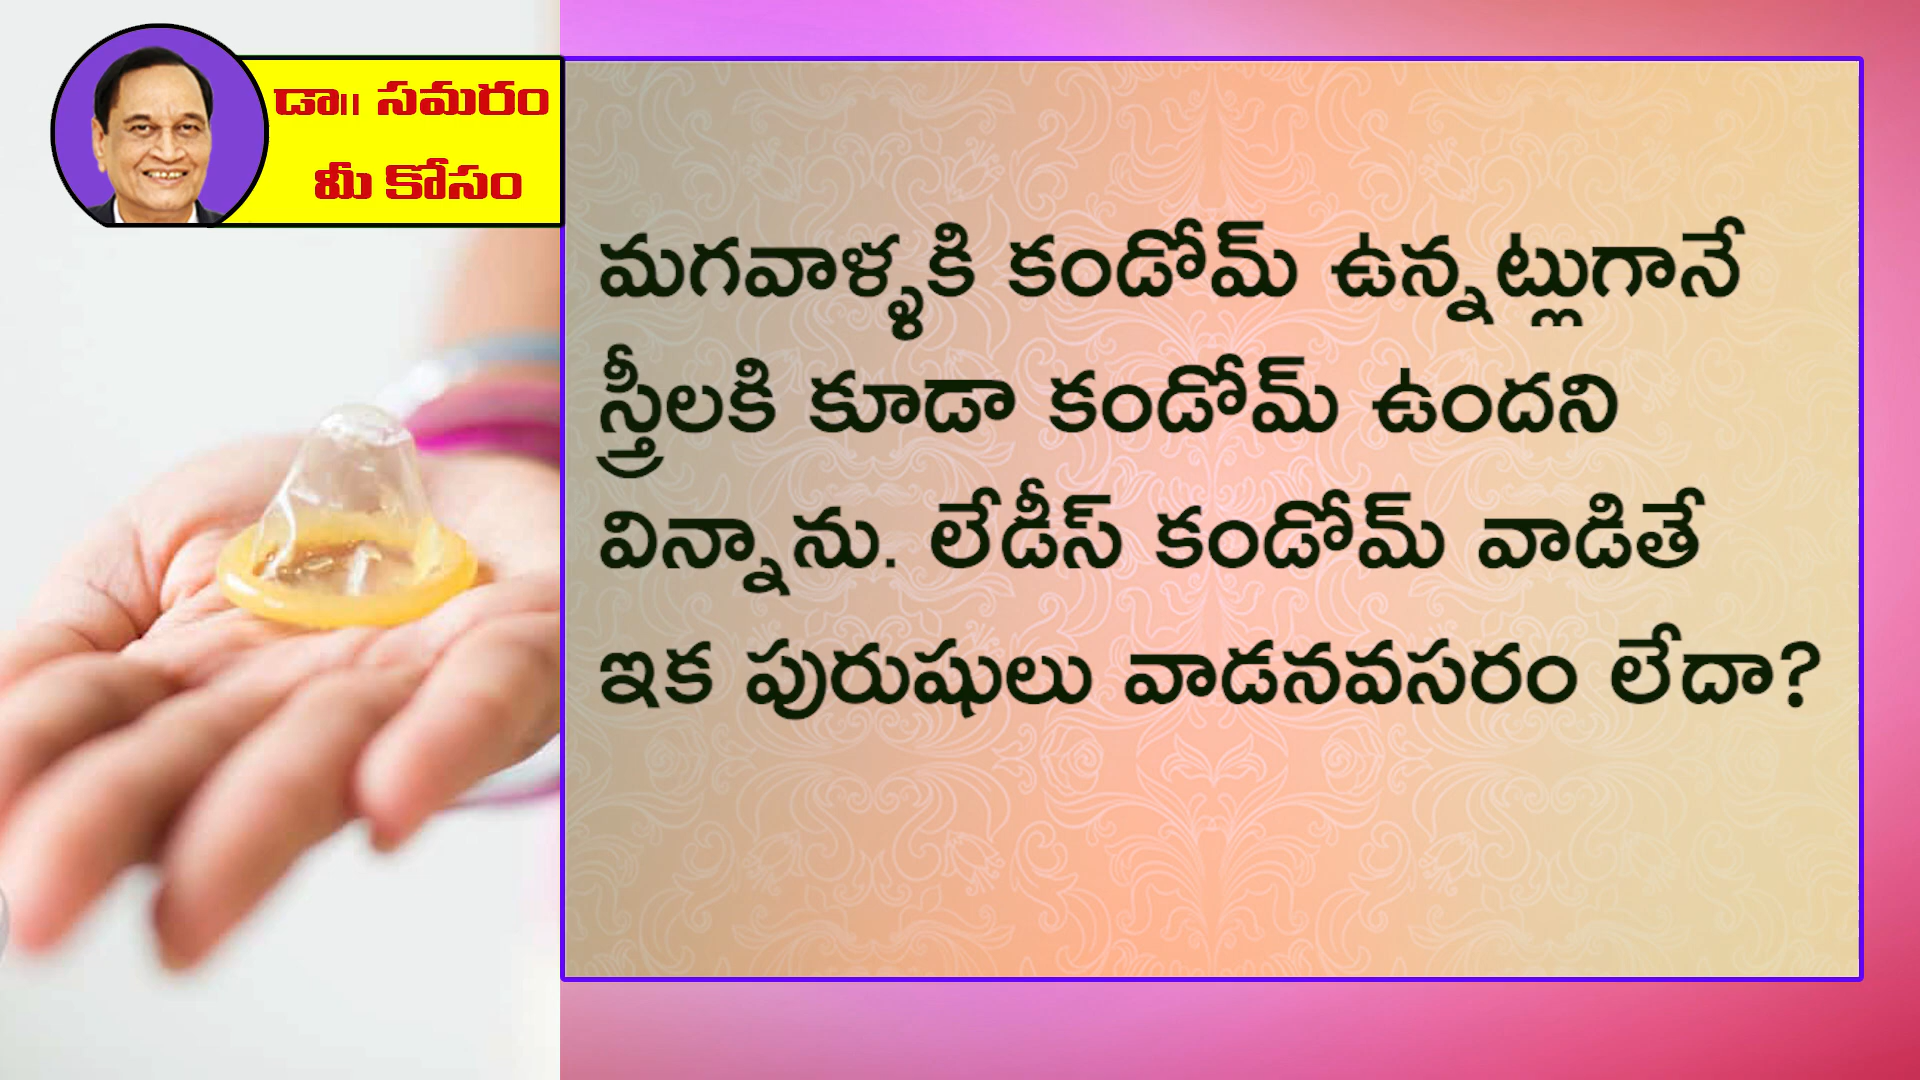 డా॥ సమరం
మీ కోసం
మగవాళ్ళకి కండోమ్ ఉన్నట్లుగానే
స్త్రీలకి కూడా కండోమ్ ఉందని
విన్నాను. లేడీస్ కండోమ్ వాడితే
ఇక పురుషులు వాడనవసరం లేదా?